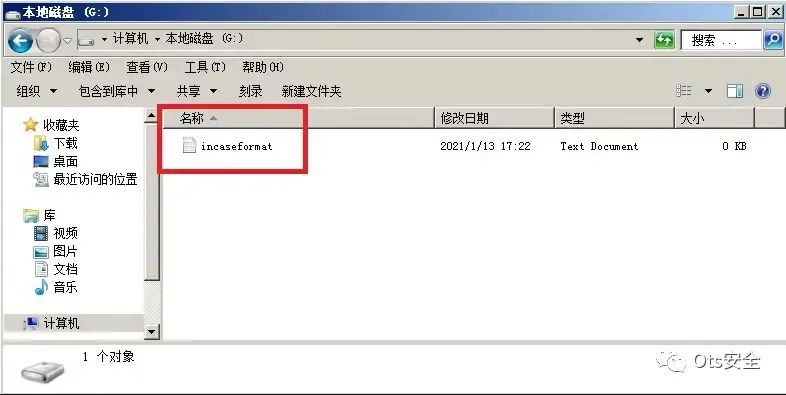 本地磁盘 (G:)
计算机 本地磁盘 (G:) 搜索 ...
文件(F) 编辑(E) 查看(V) 工具(T) 帮助(H)
组织 包含到库中 共享 刻录 新建文件夹
收藏夹
下载
桌面
最近访问的位置
库
视频
图片
文档
音乐
计算机
名称 修改日期 类型 大小
incaseformat 2021/1/13 17:22 Text Document 0 KB
1 个对象
Ots安全